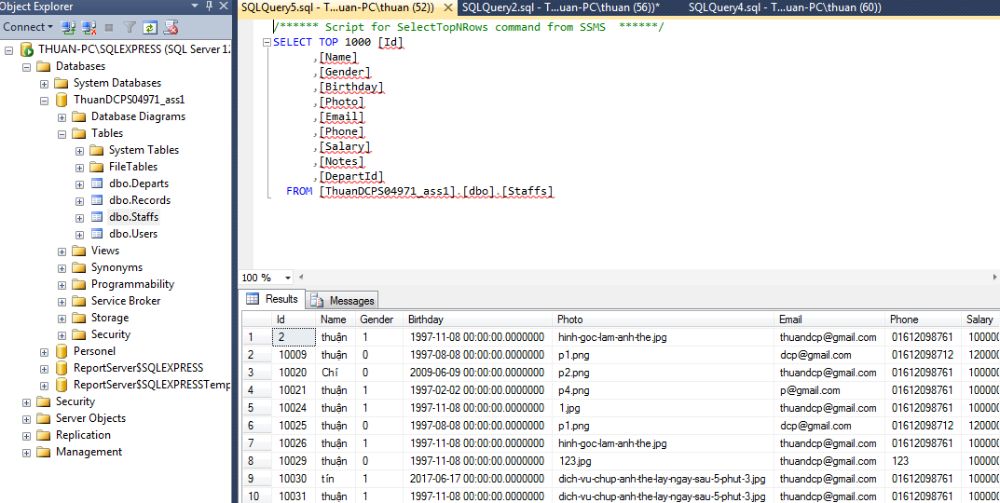 Object Explorer
Connect
THUAN-PC\SQLEXPRESS (SQL Server 12
Databases
System Databases
ThuanDCPS04971_ass1
Database Diagrams
Tables
System Tables
FileTables
dbo.Departs
dbo.Records
dbo.Staffs
dbo.Users
Views
Synonyms
Programmability
Service Broker
Storage
Security
Personel
ReportServer$SQLEXPRESS
ReportServer$SQLEXPRESSTemp
Security
Server Objects
Replication
Management
SQLQuery5.sql - T...uan-PC\thuan (52)) SQLQuery2.sql - T...uan-PC\thuan (56))* SQLQuery4.sql - T...uan-PC\thuan (60))
/****** Script for SelectTopNRows command from SSMS  ******/
SELECT TOP 1000 [Id]
,[Name]
,[Gender]
,[Birthday]
,[Photo]
,[Email]
,[Phone]
,[Salary]
,[Notes]
,[DepartId]
FROM [ThuanDCPS04971_ass1].[dbo].[Staffs]
100 %
Results Messages
Id Name Gender Birthday Photo Email Phone Salary
1 2 thuận 1 1997-11-08 00:00:00.0000000 hinh-goc-lam-anh-the.jpg thuandcp@gmail.com 01612098761 100000
2 10009 thuận 0 1997-08-08 00:00:00.0000000 p1.png dcp@gmail.com 01612098712 120000
3 10020 Chí 0 2009-06-09 00:00:00.0000000 p2.png thuandcp@gmail.com 01612098761 100000
4 10021 thuận 1 1997-02-02 00:00:00.0000000 p4.png p@gmail.com 01612098761 100000
5 10024 thuận 1 1997-11-08 00:00:00.0000000 1.jpg thuandcp@gmail.com 01612098761 100000
6 10025 thuận 0 1997-08-08 00:00:00.0000000 p1.png dcp@gmail.com 01612098712 120000
7 10026 thuận 1 1997-11-08 00:00:00.0000000 hinh-goc-lam-anh-the.jpg thuandcp@gmail.com 01612098761 100000
8 10029 thuận 0 1997-11-08 00:00:00.0000000 123.jpg thuandcp@gmail.com 123 100000
9 10030 tín 1 2017-06-17 00:00:00.0000000 dich-vu-chup-anh-the-lay-ngay-sau-5-phut-3.jpg thuandcp@gmail.com 01612098761 100000
10 10031 thuận 1 1997-11-08 00:00:00.0000000 dich-vu-chup-anh-the-lay-ngay-sau-5-phut-3.jpg thuandcp@gmail.com 01612098761 100000